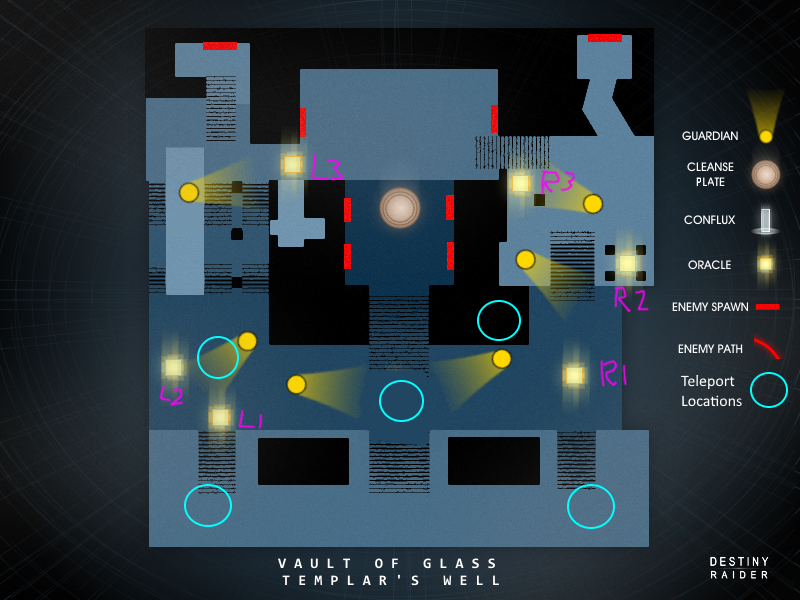 GUARDIAN
L3
R3
CLEANSE
PLATE
CONFLUX
ORACLE
R2
ENEMY SPAWN
R1
ENEMY PATH
L2
L1
Teleport
Locations
VAULT OF GLASS
TEMPLAR'S WELL
DESTINY
RAIDER